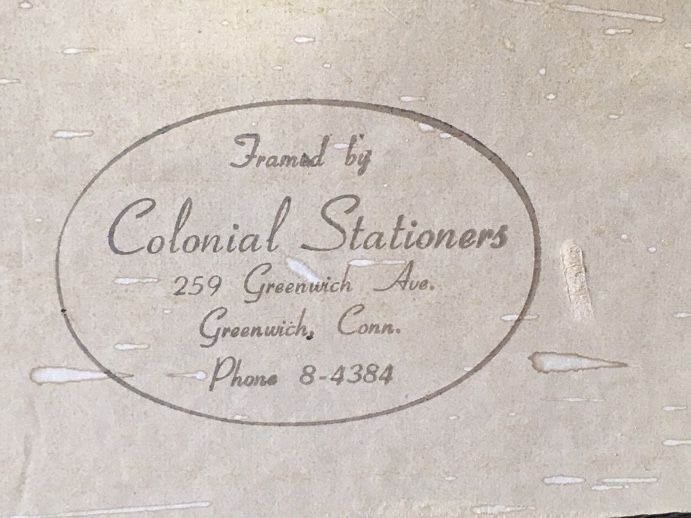 Framed by
Colonial Stationers
259 Greenwich Ave.
Greenwich, Conn.
Phone 8-4384